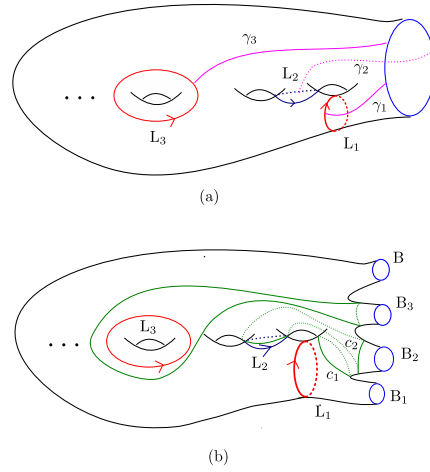 γ₃
L₂
γ₂
. . .
γ₁
L₃
L₁
(a)
B
B₃
L₃
. . .
c₂
B₂
L₂
c₁
B₁
L₁
(b)